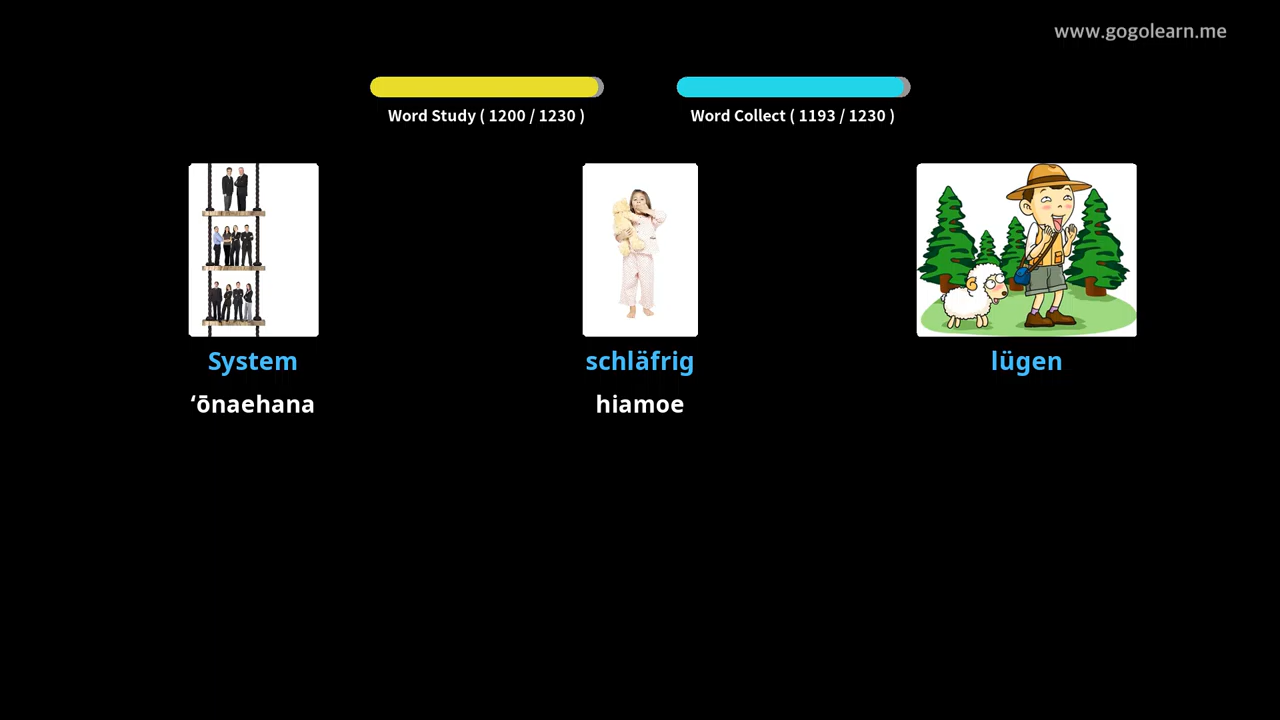 www.gogolearn.me
Word Study ( 1200 / 1230 )
Word Collect ( 1193 / 1230 )
System
schläfrig
lügen
ʻōnaehana
hiamoe